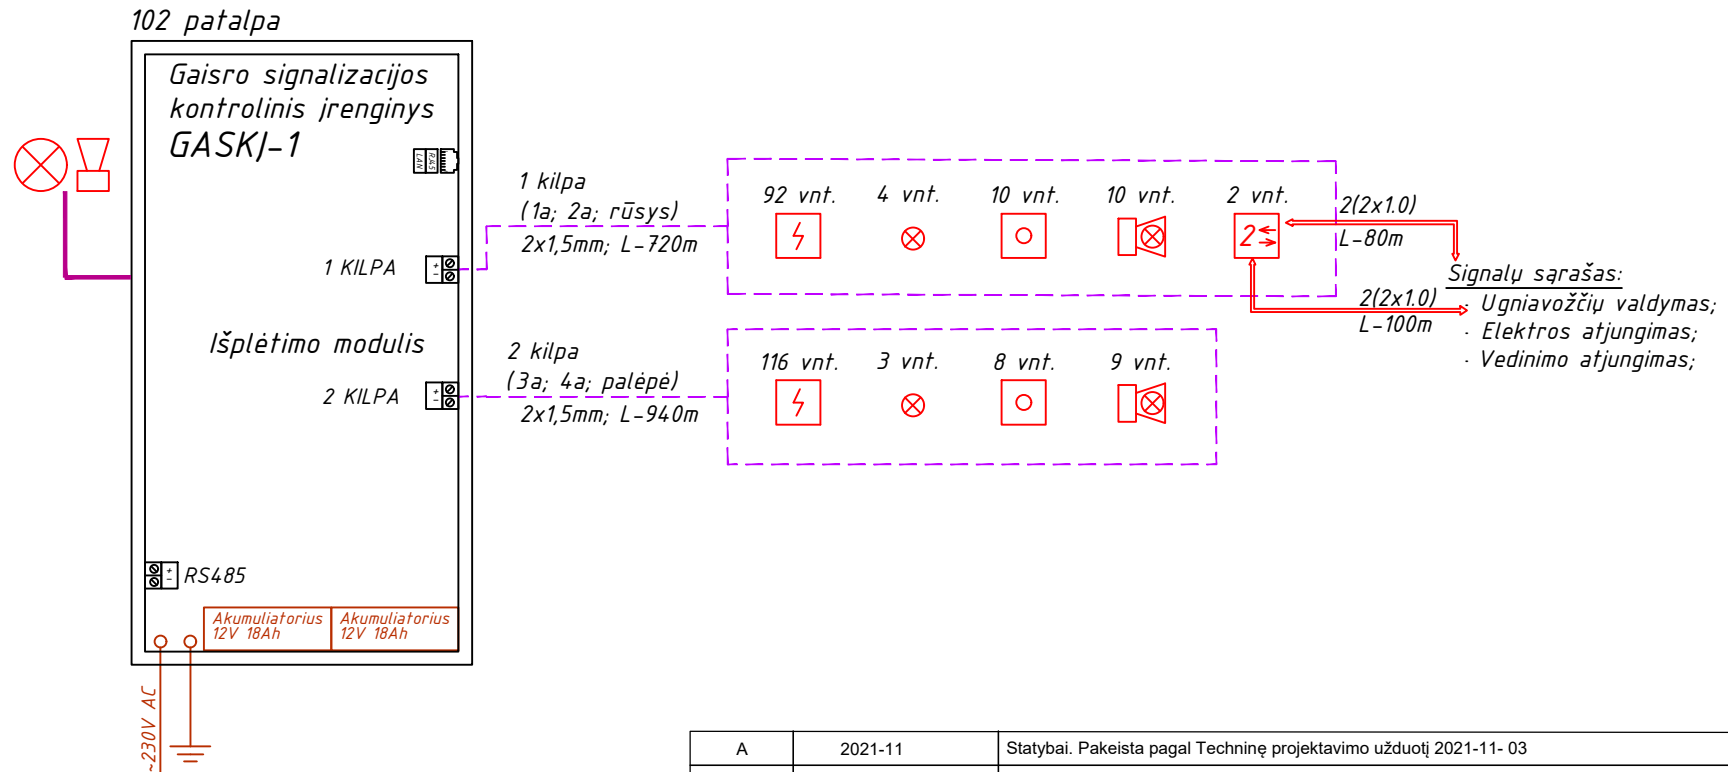 102 patalpa
Gaisro signalizacijos
kontrolinis įrenginys
GASKĮ-1
LAN
RJ45
1 KILPA
+
-
Išplėtimo modulis
2 KILPA
+
-
+
-
RS485
Akumuliatorius
12V 18Ah
Akumuliatorius
12V 18Ah
~230V AC
1 kilpa
(1a; 2a; rūsys)
2x1,5mm; L-720m
92 vnt.
4 vnt.
10 vnt.
10 vnt.
2 vnt.
2
2(2x1.0)
L-80m
2(2x1.0)
L-100m
Signalų sąrašas:
- Ugniavožčių valdymas;
- Elektros atjungimas;
- Vedinimo atjungimas;
2 kilpa
(3a; 4a; palėpė)
2x1,5mm; L-940m
116 vnt.
3 vnt.
8 vnt.
9 vnt.
A 2021-11 Statybai. Pakeista pagal Techninę projektavimo užduotį 2021-11- 03